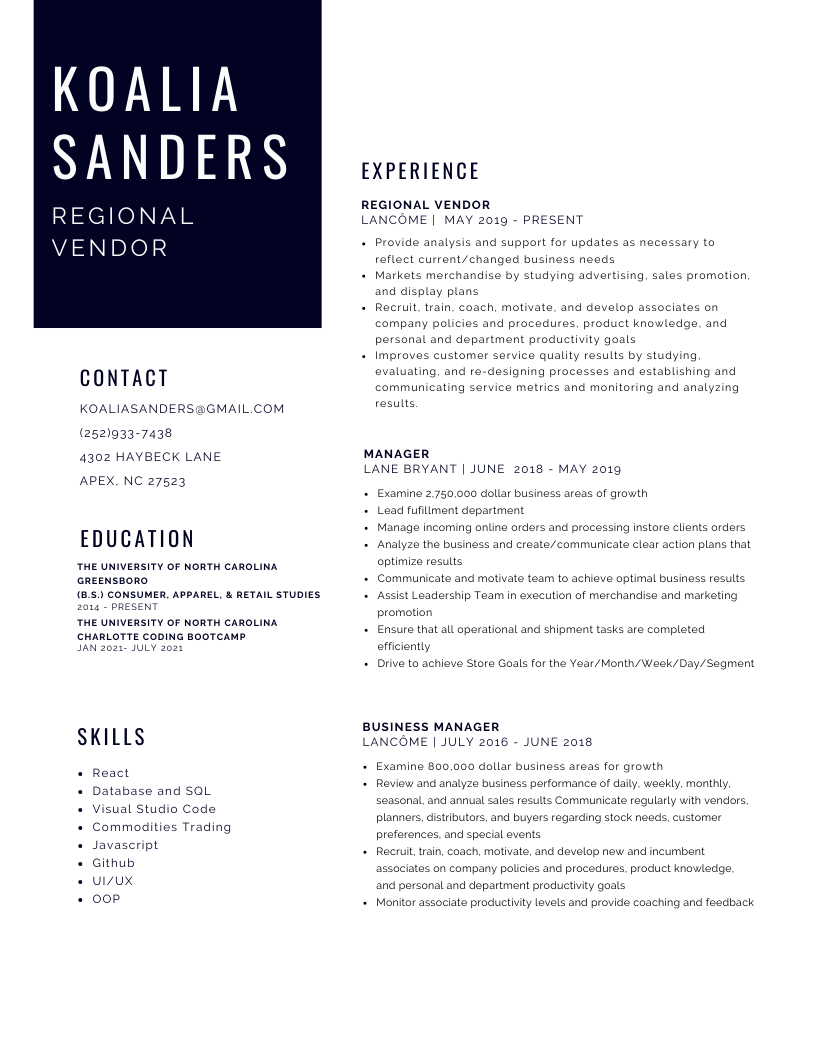 KOALIA
SANDERS
REGIONAL
VENDOR
CONTACT
KOALIASANDERS@GMAIL.COM
(252)933-7438
4302 HAYBECK LANE
APEX, NC 27523
EDUCATION
THE UNIVERSITY OF NORTH CAROLINA
GREENSBORO
(B.S.) CONSUMER, APPAREL, & RETAIL STUDIES
2014 - PRESENT
THE UNIVERSITY OF NORTH CAROLINA
CHARLOTTE CODING BOOTCAMP
JAN 2021- JULY 2021
SKILLS
• React
• Database and SQL
• Visual Studio Code
• Commodities Trading
• Javascript
• Github
• UI/UX
• OOP
EXPERIENCE
REGIONAL VENDOR
LANCÔME | MAY 2019 - PRESENT
• Provide analysis and support for updates as necessary to
reflect current/changed business needs
• Markets merchandise by studying advertising, sales promotion,
and display plans
• Recruit, train, coach, motivate, and develop associates on
company policies and procedures, product knowledge, and
personal and department productivity goals
• Improves customer service quality results by studying,
evaluating, and re-designing processes and establishing and
communicating service metrics and monitoring and analyzing
results.
MANAGER
LANE BRYANT | JUNE 2018 - MAY 2019
• Examine 2,750,000 dollar business areas of growth
• Lead fufillment department
• Manage incoming online orders and processing instore clients orders
• Analyze the business and create/communicate clear action plans that
optimize results
• Communicate and motivate team to achieve optimal business results
• Assist Leadership Team in execution of merchandise and marketing
promotion
• Ensure that all operational and shipment tasks are completed
efficiently
• Drive to achieve Store Goals for the Year/Month/Week/Day/Segment
BUSINESS MANAGER
LANCÔME | JULY 2016 - JUNE 2018
• Examine 800,000 dollar business areas for growth
• Review and analyze business performance of daily, weekly, monthly,
seasonal, and annual sales results Communicate regularly with vendors,
planners, distributors, and buyers regarding stock needs, customer
preferences, and special events
• Recruit, train, coach, motivate, and develop new and incumbent
associates on company policies and procedures, product knowledge,
and personal and department productivity goals
• Monitor associate productivity levels and provide coaching and feedback